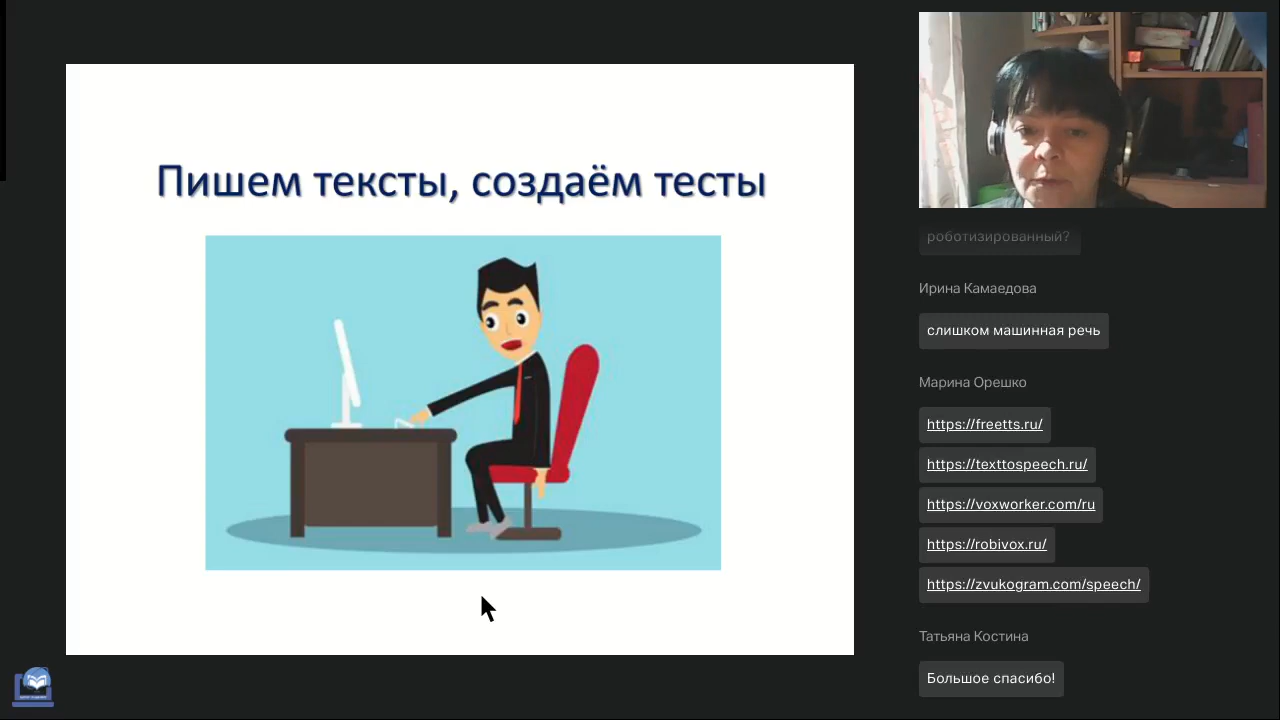 Пишем тексты, создаём тесты
роботизированный?
Ирина Камаедова
слишком машинная речь
Марина Орешко
https://freetts.ru/
https://texttospeech.ru/
https://voxworker.com/ru
https://robivox.ru/
https://zvukogram.com/speech/
Татьяна Костина
Большое спасибо!